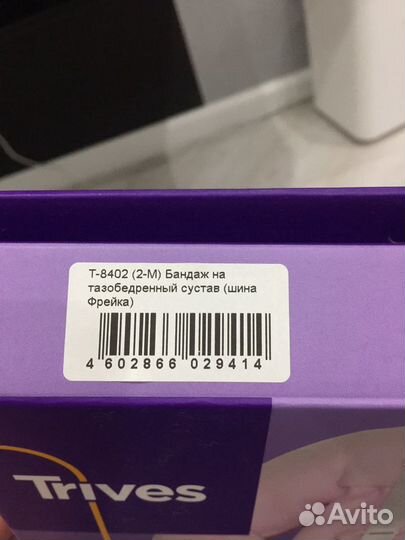 Т-8402 (2-М) Бандаж на
тазобедренный сустав (шина
Фрейка)
4 602866 029414
Trives
Avito